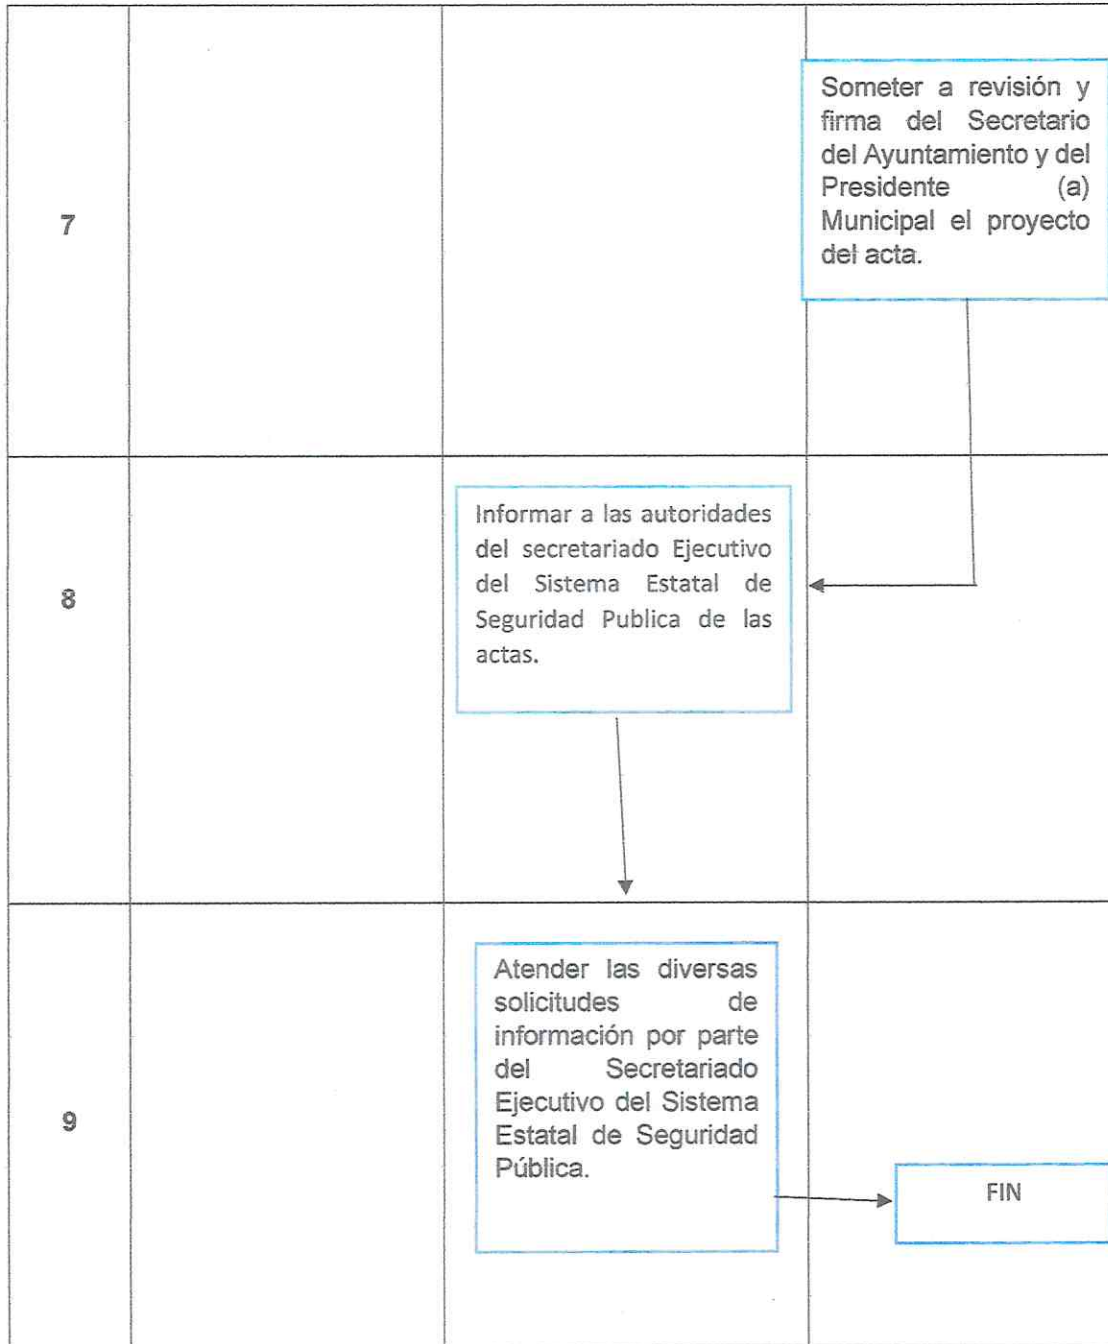 7
Someter a revisión y
firma del Secretario
del Ayuntamiento y del
Presidente (a)
Municipal el proyecto
del acta.
8
Informar a las autoridades
del secretariado Ejecutivo
del Sistema Estatal de
Seguridad Publica de las
actas.
9
Atender las diversas
solicitudes de
información por parte
del Secretariado
Ejecutivo del Sistema
Estatal de Seguridad
Pública.
FIN